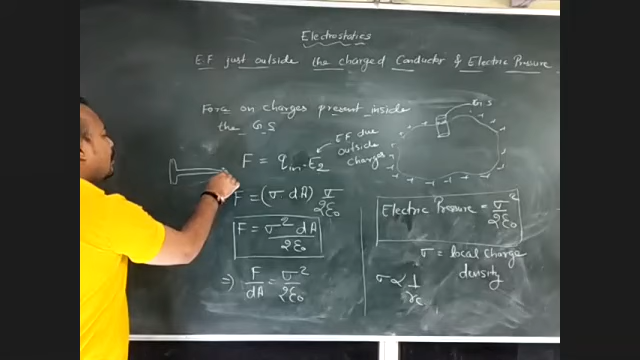 Electrostatics
E.F just outside the charged Conductor & Electric Pressure
Force on charges present inside
the G.S
G.S
F = q_in · E₂
E.F due
outside
charges
F = (σ dA) σ/2ε₀
F = σ² dA/2ε₀
⇒ F/dA = σ²/2ε₀
Electric Pressure = σ²/2ε₀
σ = local charge
density
σ ∝ 1/r_c